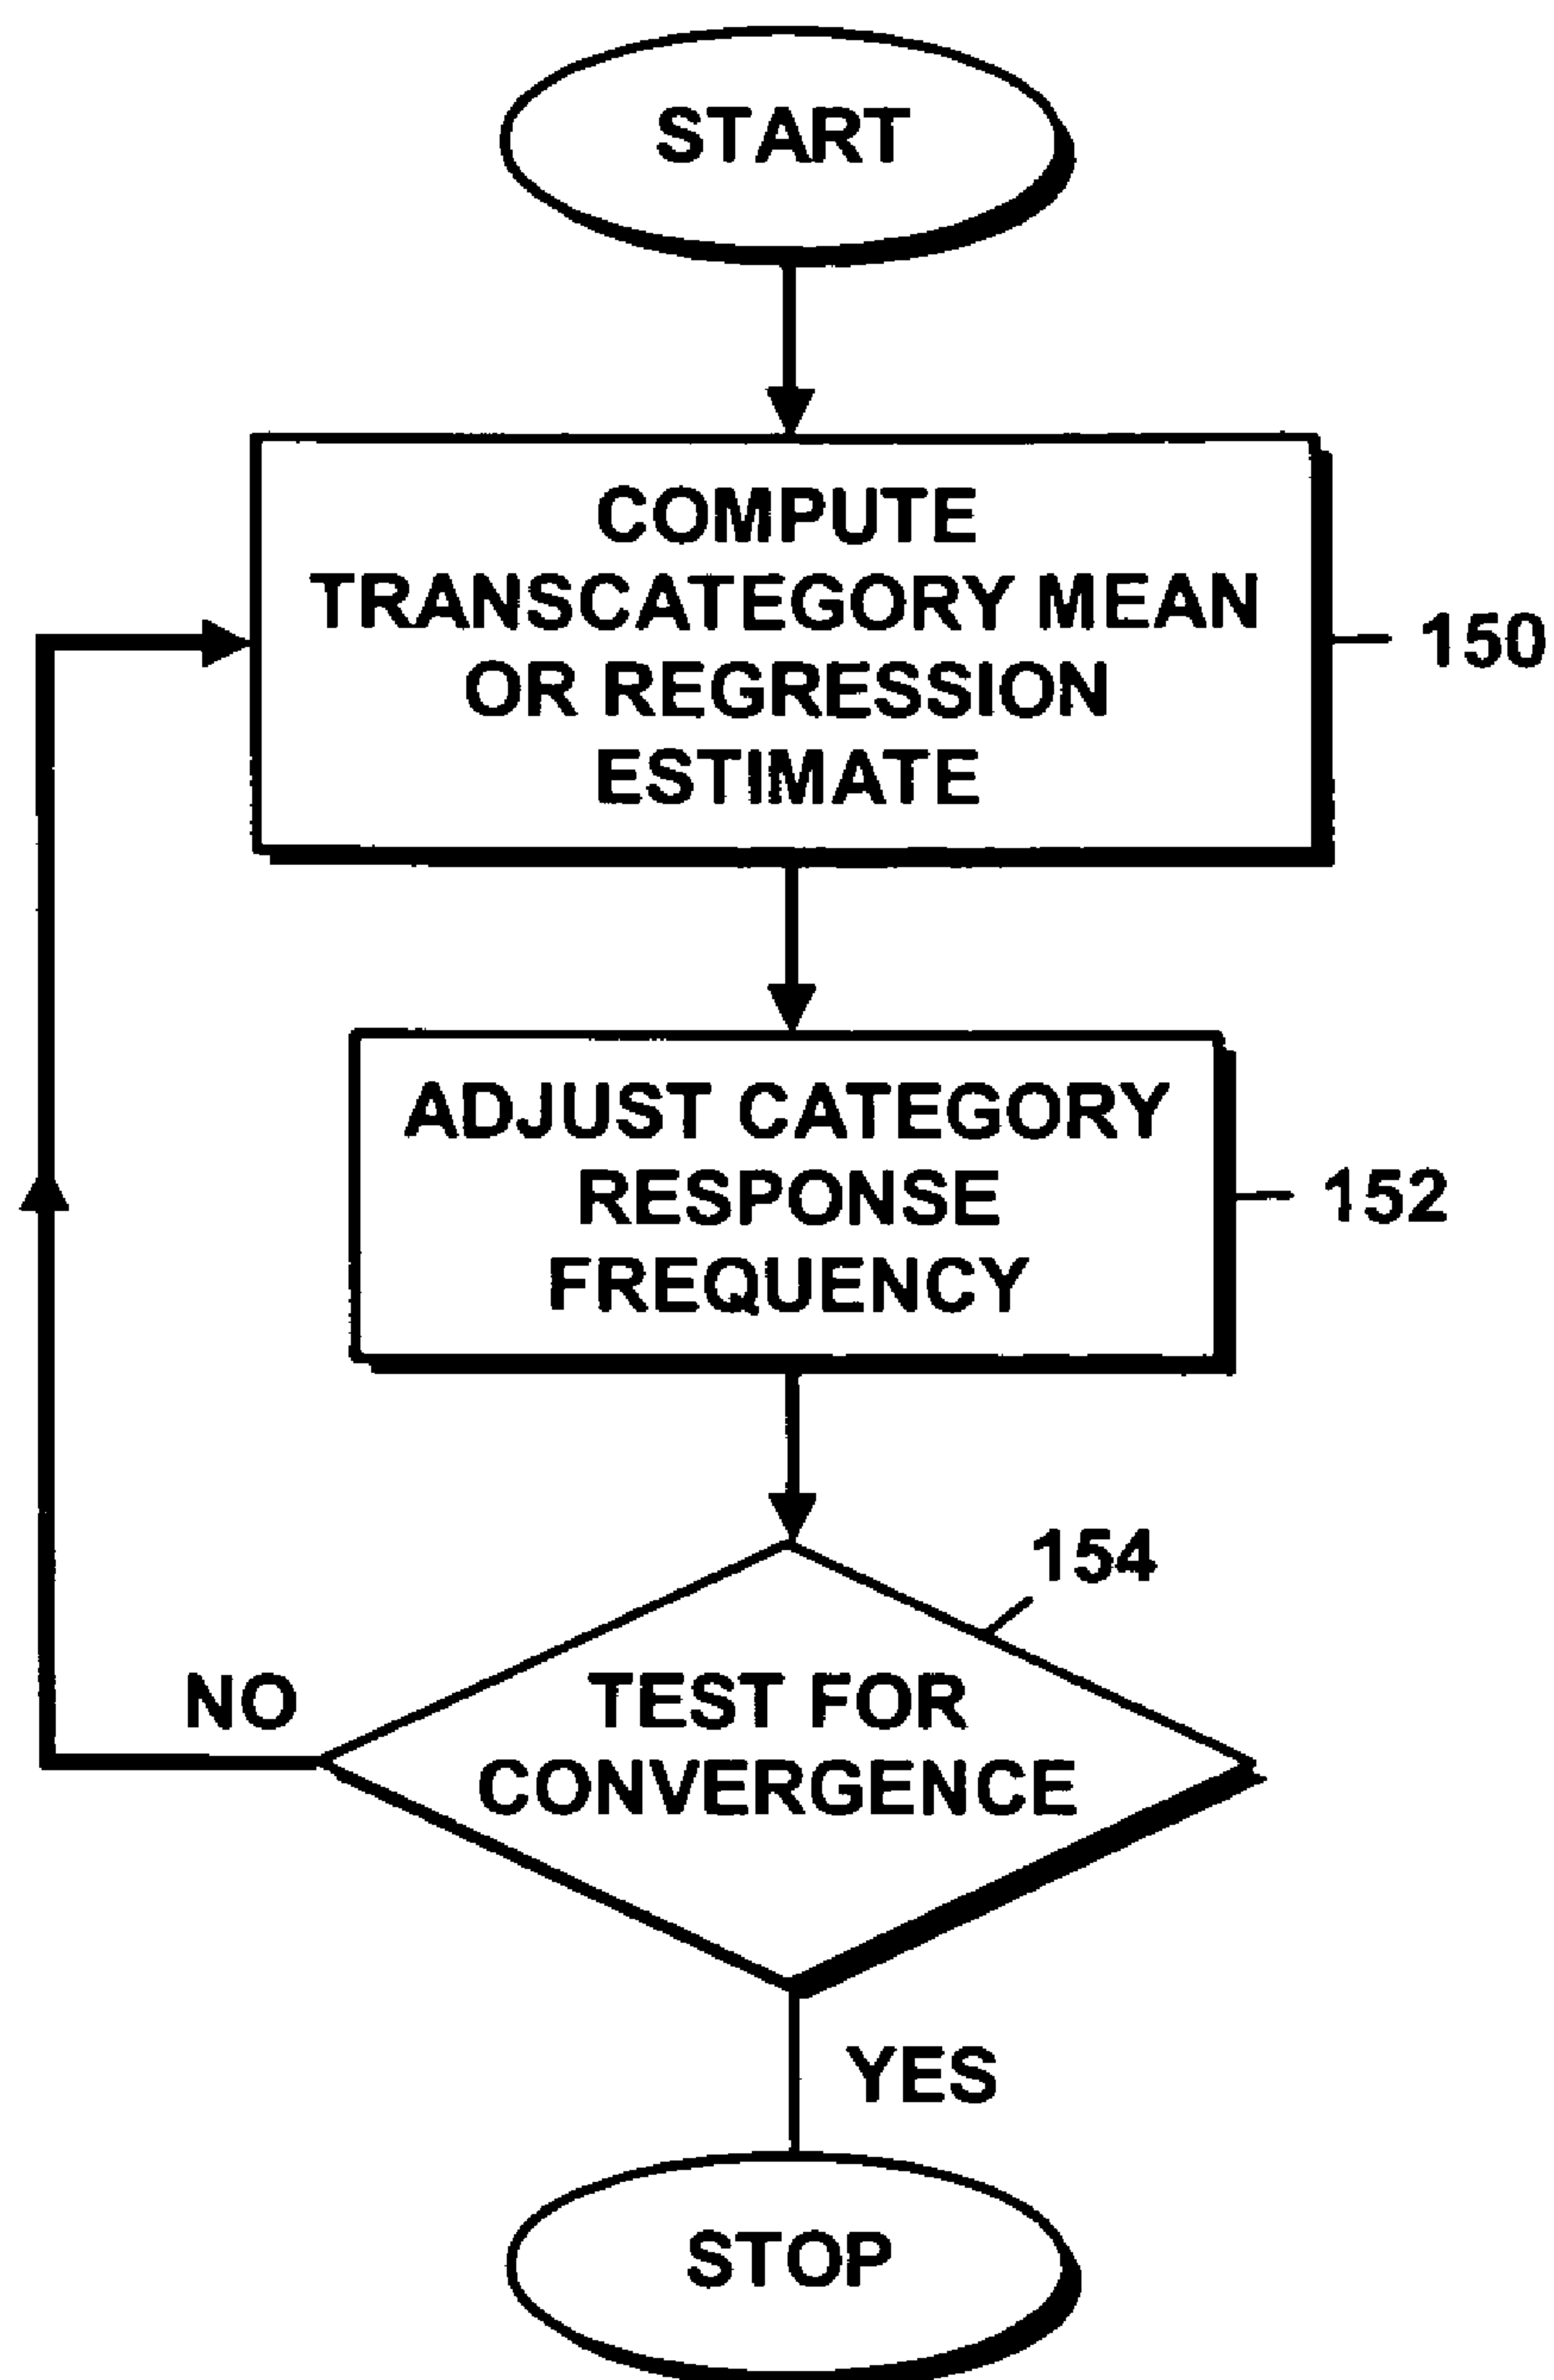 START
COMPUTE
TRANSCATEGORY MEAN
OR REGRESSION
ESTIMATE
150
ADJUST CATEGORY
RESPONSE
FREQUENCY
152
154
TEST FOR
CONVERGENCE
NO
YES
STOP